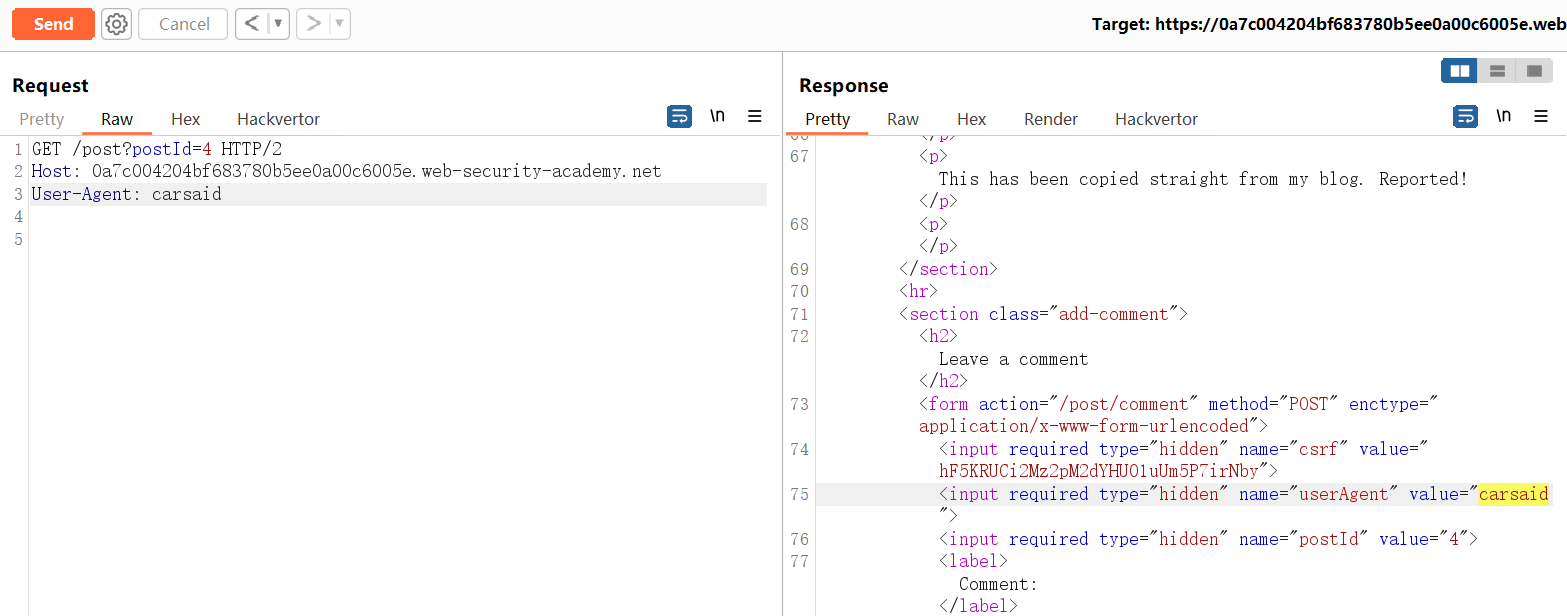 Send
Cancel
Target: https://0a7c004204bf683780b5ee0a00c6005e.web
Request
Pretty Raw Hex Hackvertor \n
1 GET /post?postId=4 HTTP/2
2 Host: 0a7c004204bf683780b5ee0a00c6005e.web-security-academy.net
3 User-Agent: carsaid
4
5
Response
Pretty Raw Hex Render Hackvertor \n
66 </p>
67 <p>
This has been copied straight from my blog. Reported!
</p>
68 <p>
</p>
69 </section>
70 <hr>
71 <section class="add-comment">
72 <h2>
Leave a comment
</h2>
73 <form action="/post/comment" method="POST" enctype="
application/x-www-form-urlencoded">
74 <input required type="hidden" name="csrf" value="
hF5KRUCi2Mz2pM2dYHU01uUm5P7irNby">
75 <input required type="hidden" name="userAgent" value="carsaid
">
76 <input required type="hidden" name="postId" value="4">
77 <label>
Comment:
</label>